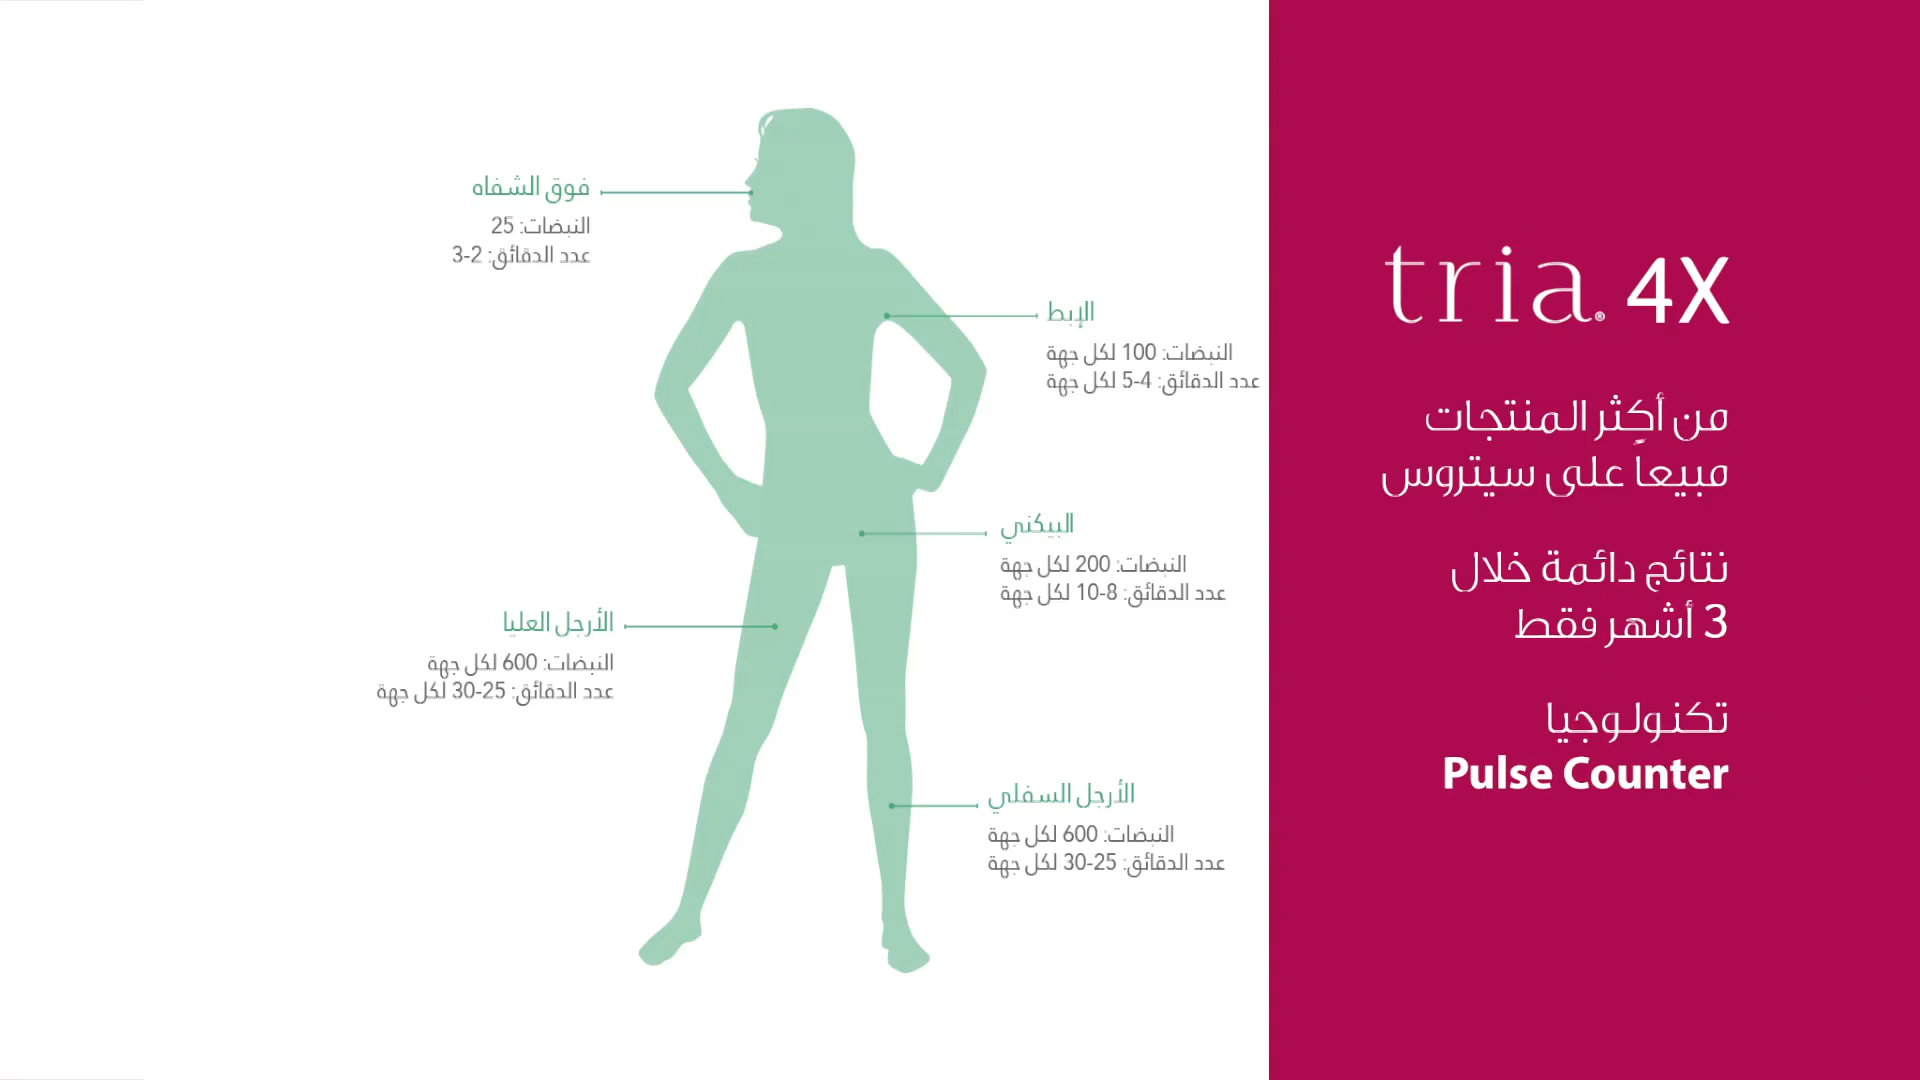 tria® 4X
من أكثر المنتجات
مبيعاً على سيتروس
نتائج دائمة خلال
3 أشهر فقط
تكنولوجيا
Pulse Counter
فوق الشفاه
النبضات: 25
عدد الدقائق: 2-3
الإبط
النبضات: 100 لكل جهة
عدد الدقائق: 4-5 لكل جهة
البيكني
النبضات: 200 لكل جهة
عدد الدقائق: 8-10 لكل جهة
الأرجل العليا
النبضات: 600 لكل جهة
عدد الدقائق: 25-30 لكل جهة
الأرجل السفلي
النبضات: 600 لكل جهة
عدد الدقائق: 25-30 لكل جهة